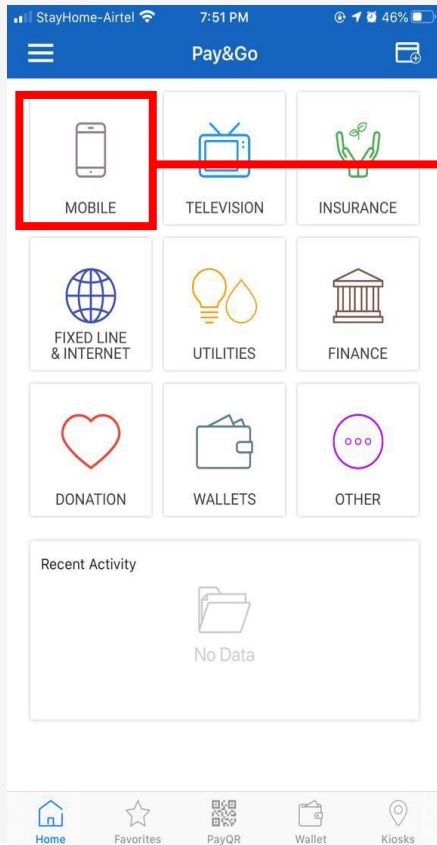 StayHome-Airtel 7:51 PM 46%
Pay&Go
MOBILE TELEVISION INSURANCE
FIXED LINE
& INTERNET UTILITIES FINANCE
DONATION WALLETS OTHER
Recent Activity
No Data
Home Favorites PayQR Wallet Kiosks